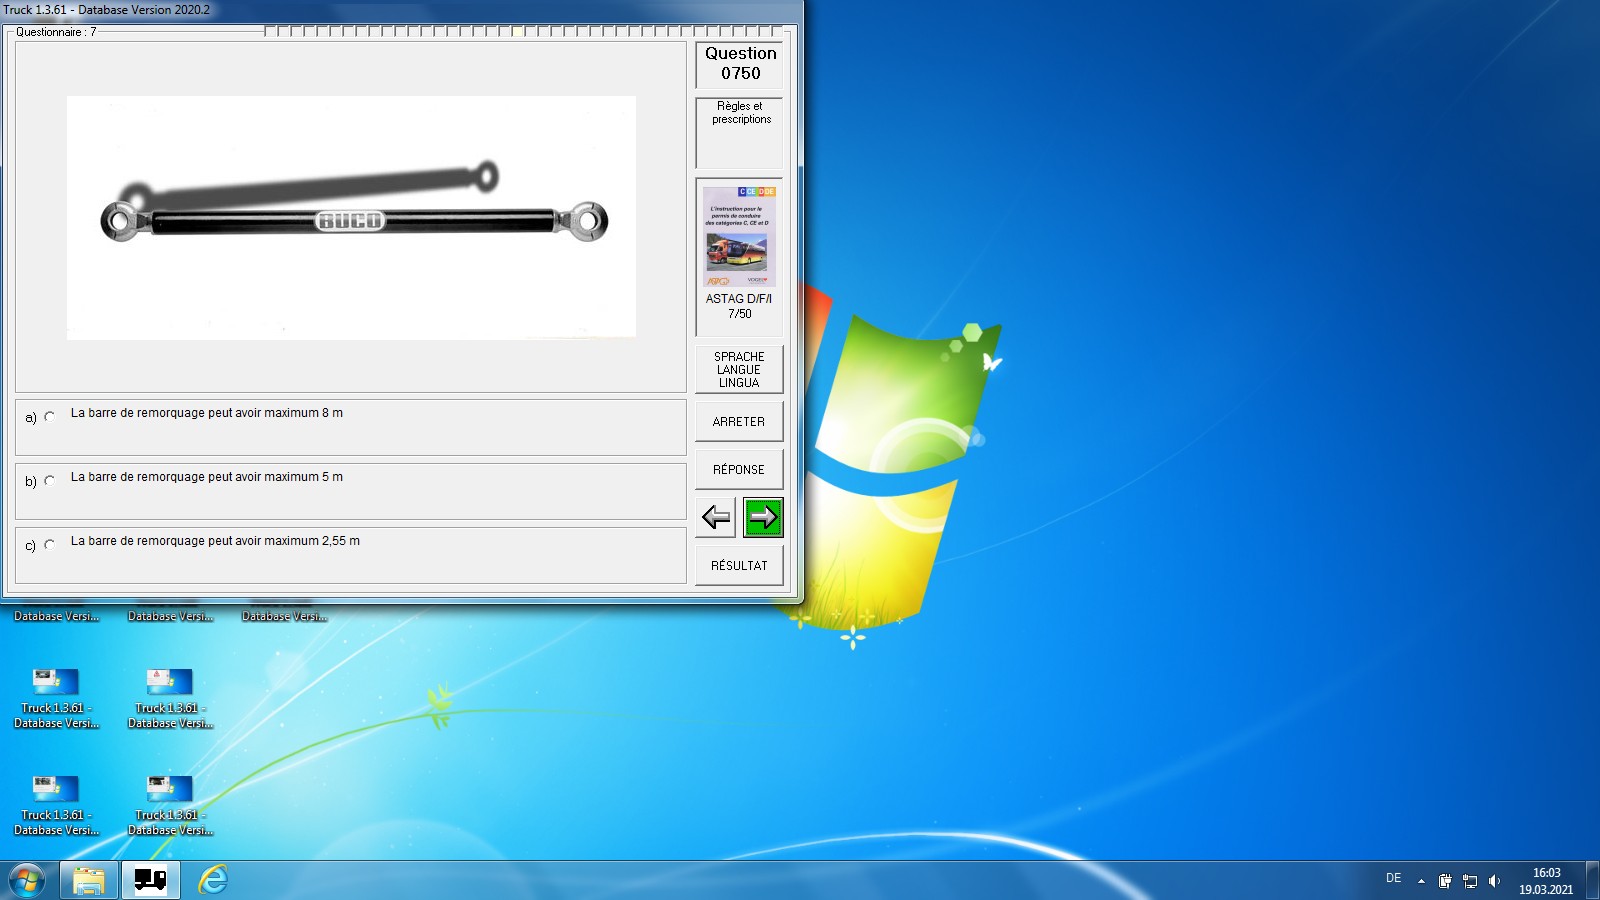 Truck 1.3.61 - Database Version 2020.2
Questionnaire : 7
Question
0750
Règles et
prescriptions
C CE D DE
L'instruction pour le
permis de conduire
des catégories C, CE et D
ASTAG D/F/I
7/50
BUCO
SPRACHE
LANGUE
LINGUA
a) La barre de remorquage peut avoir maximum 8 m
ARRETER
b) La barre de remorquage peut avoir maximum 5 m
RÉPONSE
c) La barre de remorquage peut avoir maximum 2,55 m
RÉSULTAT
Database Versi...
Database Versi...
Database Versi...
Truck 1.3.61 -
Database Versi...
Truck 1.3.61 -
Database Versi...
Truck 1.3.61 -
Database Versi...
Truck 1.3.61 -
Database Versi...
DE
16:03
19.03.2021